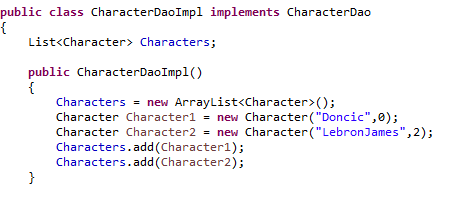 public class CharacterDaoImpl implements CharacterDao
{
    List<Character> Characters;

    public CharacterDaoImpl()
    {
        Characters = new ArrayList<Character>();
        Character Character1 = new Character("Doncic",0);
        Character Character2 = new Character("LebronJames",2);
        Characters.add(Character1);
        Characters.add(Character2);
    }